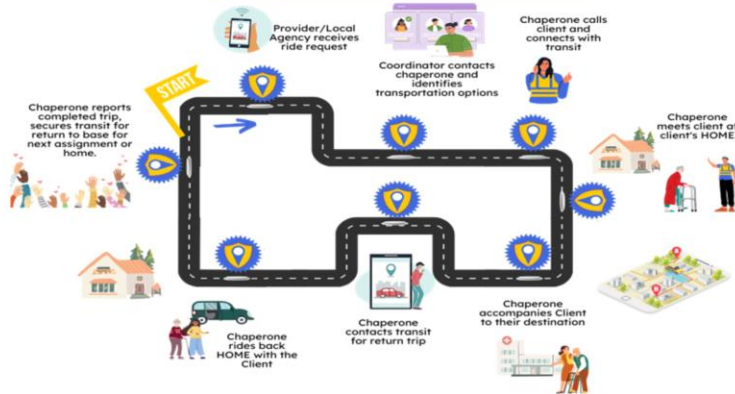 START
Provider/Local
Agency receives
ride request
Coordinator contacts
chaperone and
identifies
transportation options
Chaperone calls
client and
connects with
transit
Chaperone
meets client at
client's HOME
Chaperone
accompanies Client
to their destination
Chaperone
contacts transit
for return trip
Chaperone
rides back
HOME with the
Client
Chaperone reports
completed trip,
secures transit for
return to base for
next assignment or
home.